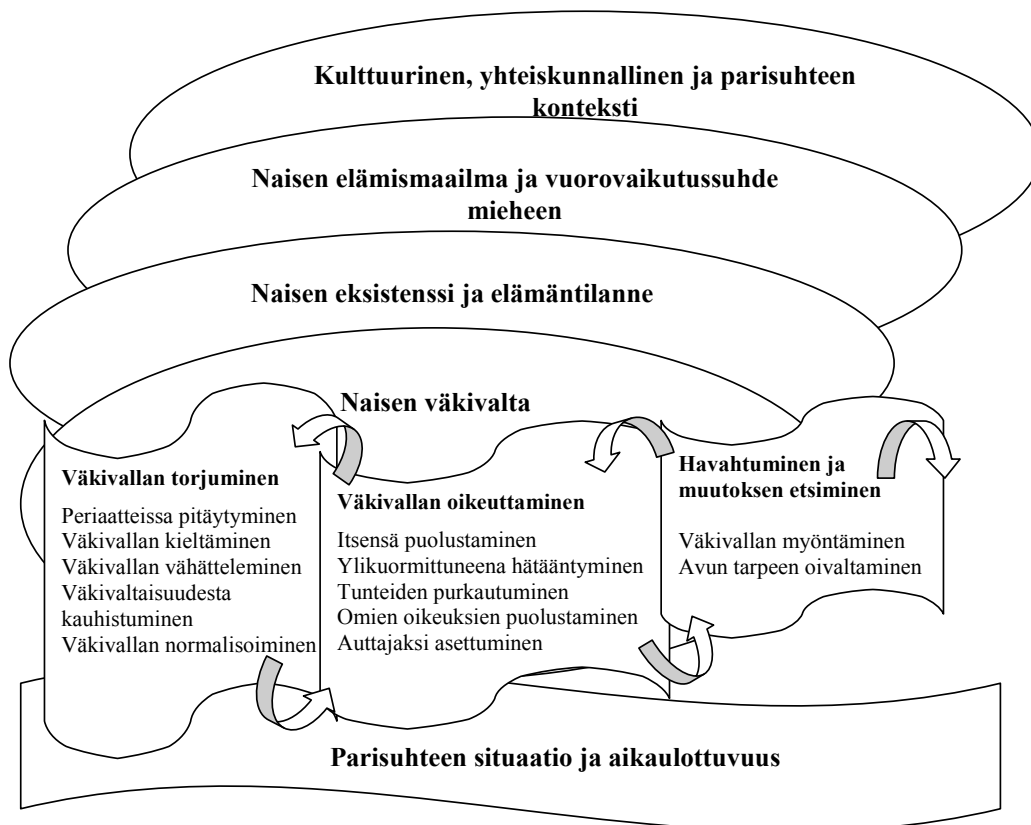 Kulttuurinen, yhteiskunnallinen ja parisuhteen
konteksti
Naisen elämismaailma ja vuorovaikutussuhde
mieheen
Naisen eksistenssi ja elämäntilanne
Naisen väkivalta
Väkivallan torjuminen
Periaatteissa pitäytyminen
Väkivallan kieltäminen
Väkivallan vähätteleminen
Väkivaltaisuudesta
kauhistuminen
Väkivallan normalisoiminen
Väkivallan oikeuttaminen
Itsensä puolustaminen
Ylikuormittuneena hätääntyminen
Tunteiden purkautuminen
Omien oikeuksien puolustaminen
Auttajaksi asettuminen
Havahtuminen ja
muutoksen etsiminen
Väkivallan myöntäminen
Avun tarpeen oivaltaminen
Parisuhteen situaatio ja aikaulottuvuus